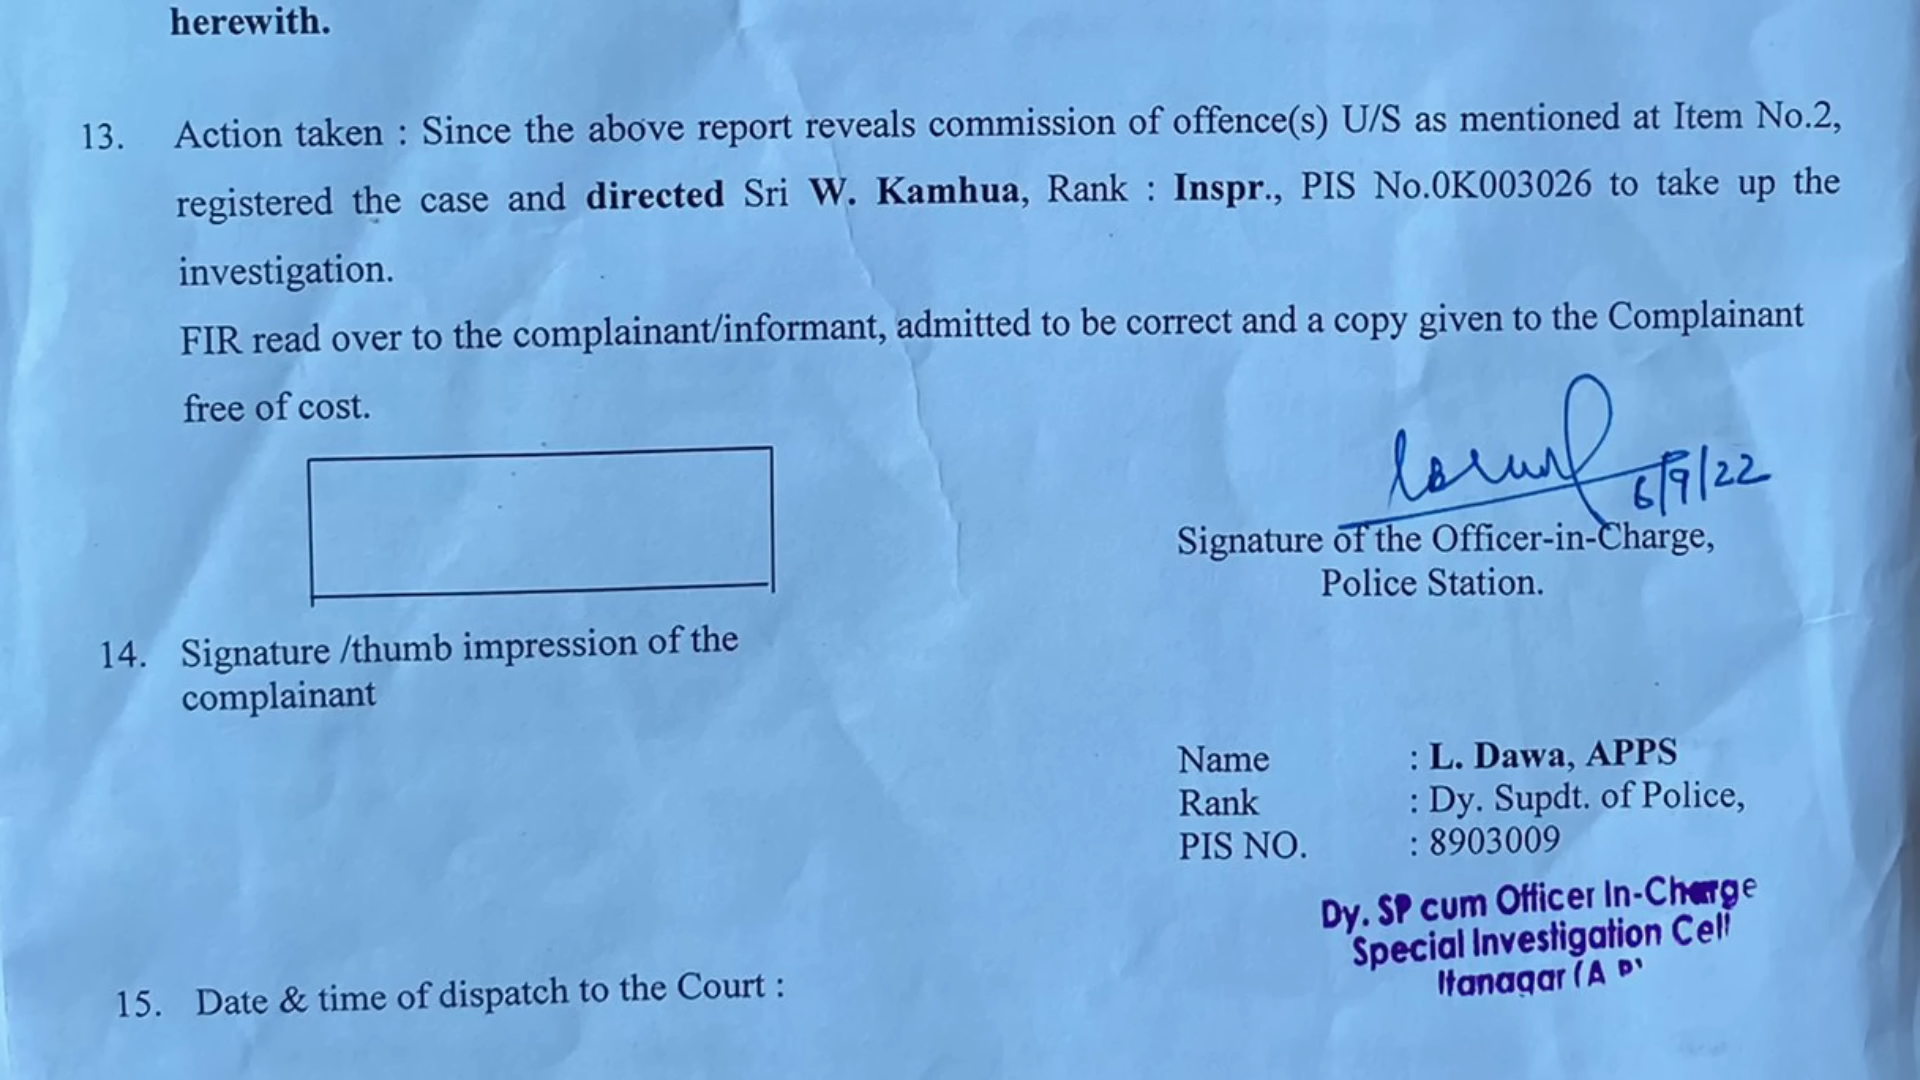 herewith.
13. Action taken : Since the above report reveals commission of offence(s) U/S as mentioned at Item No.2,
registered the case and directed Sri W. Kamhua, Rank : Inspr., PIS No.0K003026 to take up the
investigation.
FIR read over to the complainant/informant, admitted to be correct and a copy given to the Complainant
free of cost.
6/9/22
Signature of the Officer-in-Charge,
Police Station.
14. Signature /thumb impression of the
complainant
Name : L. Dawa, APPS
Rank : Dy. Supdt. of Police,
PIS NO. : 8903009
Dy. SP cum Officer In-Charge
Special Investigation Cell
Itanagar (A P)
15. Date & time of dispatch to the Court :